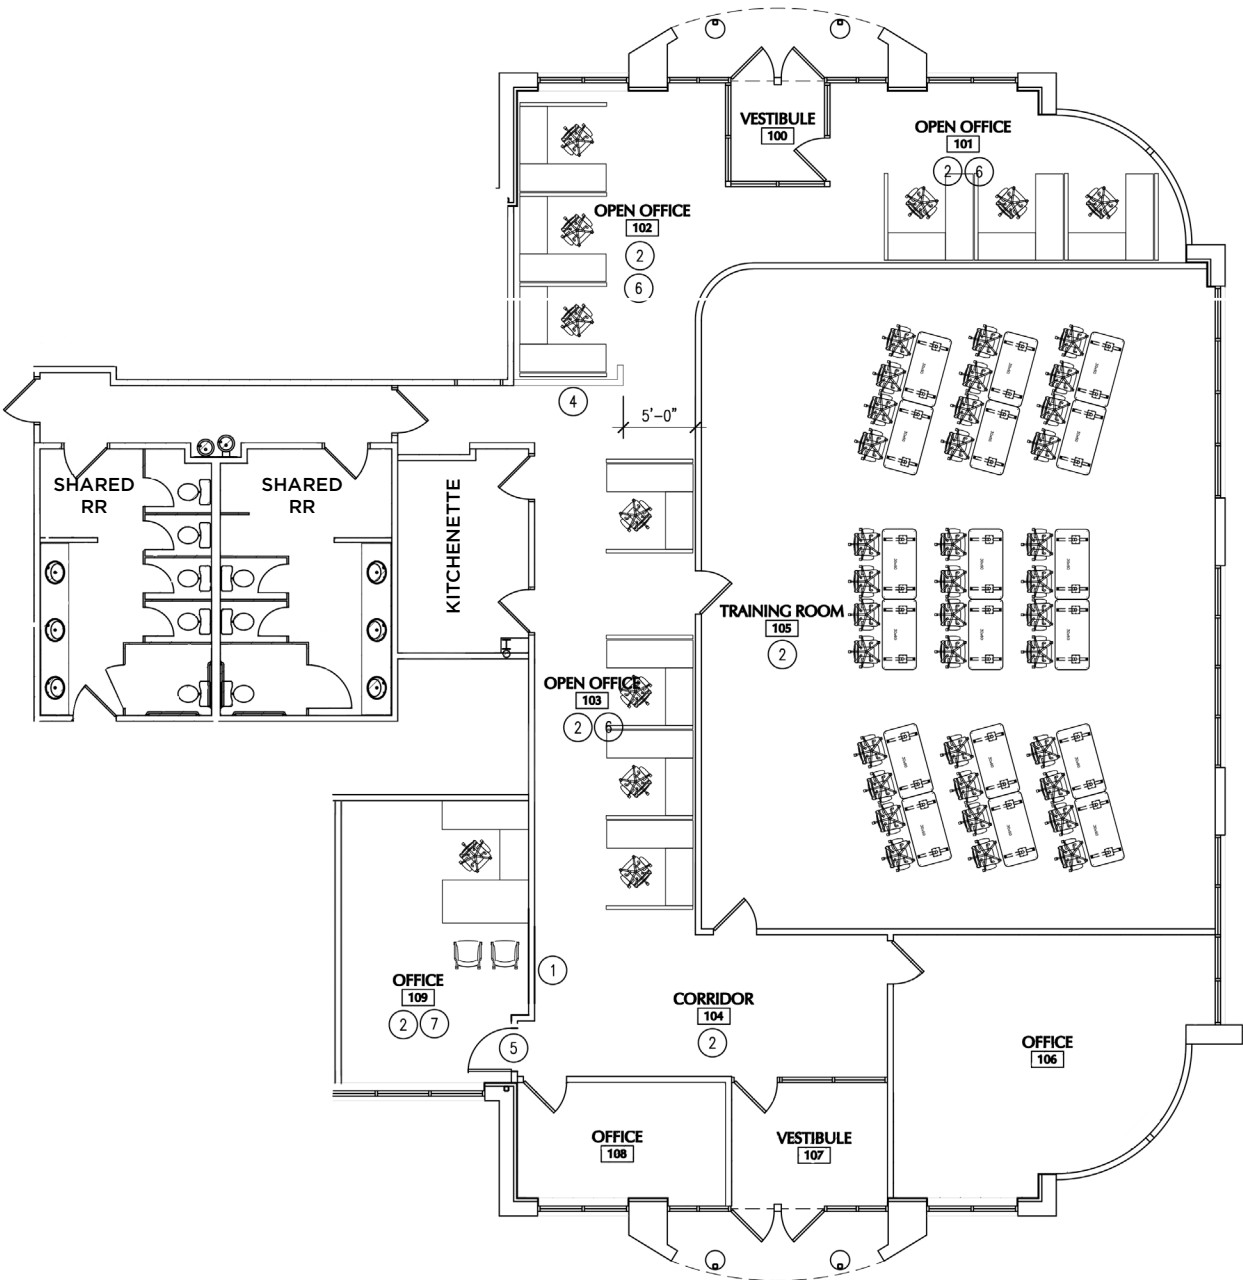 VESTIBULE
100
OPEN OFFICE
101
2 6
OPEN OFFICE
102
2
6
4
5'-0"
SHARED
RR
SHARED
RR
KITCHENETTE
TRAINING ROOM
105
2
OPEN OFFICE
103
2 6
OFFICE
109
2 7
1
5
CORRIDOR
104
2
OFFICE
106
OFFICE
108
VESTIBULE
107